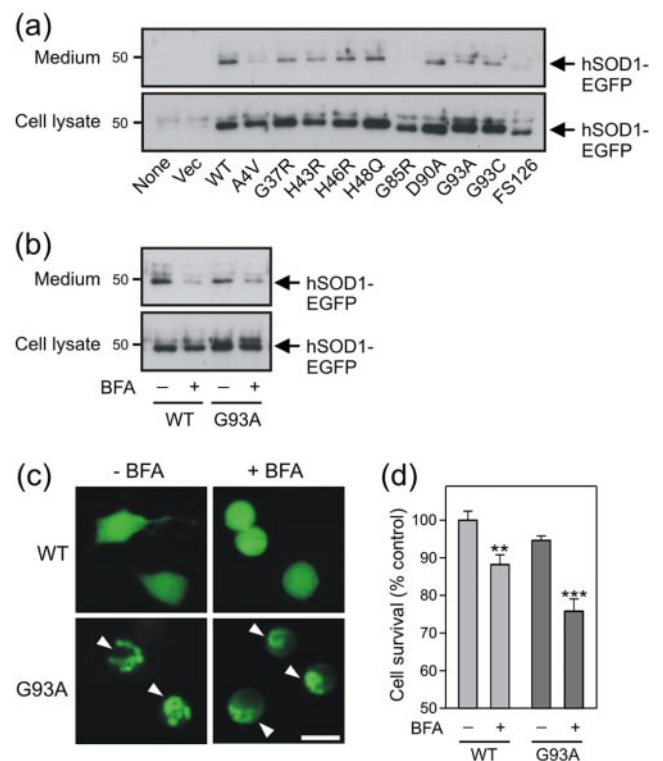 (a)
Medium 50 hSOD1-
EGFP
Cell lysate 50 hSOD1-
EGFP
None Vec WT A4V G37R H43R H46R H48Q G85R D90A G93A G93C FS126
(b)
Medium 50 hSOD1-
EGFP
Cell lysate 50 hSOD1-
EGFP
BFA – + – +
WT G93A
(c)
- BFA + BFA
WT
G93A
(d)
Cell survival (% control)
100
90
80
70
60
50
** ***
BFA – + – +
WT G93A